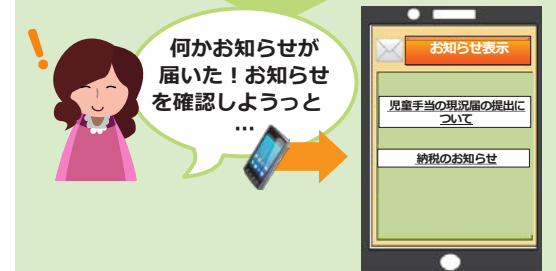 何かお知らせが
届いた！お知らせ
を確認しようっと
…
お知らせ表示
児童手当の現況届の提出に
ついて
納税のお知らせ